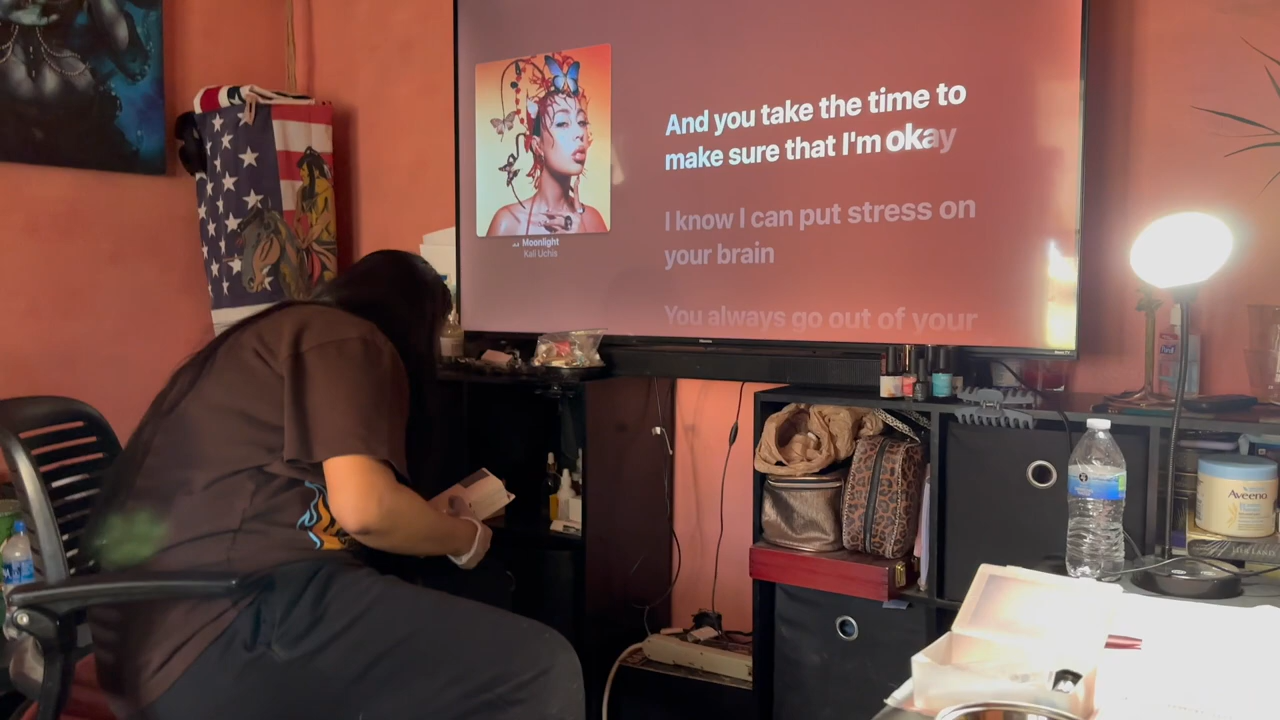 And you take the time to
make sure that I'm okay
I know I can put stress on
your brain
You always go out of your
Moonlight
Kali Uchis
Aveeno